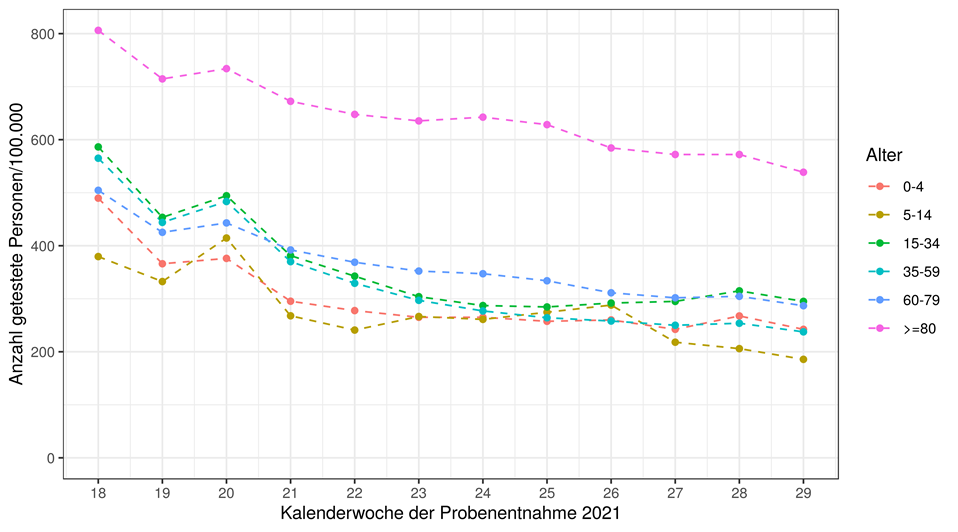 Anzahl getestete Personen/100.000
800
600
400
200
0
18 19 20 21 22 23 24 25 26 27 28 29
Kalenderwoche der Probenentnahme 2021
Alter
0-4
5-14
15-34
35-59
60-79
>=80